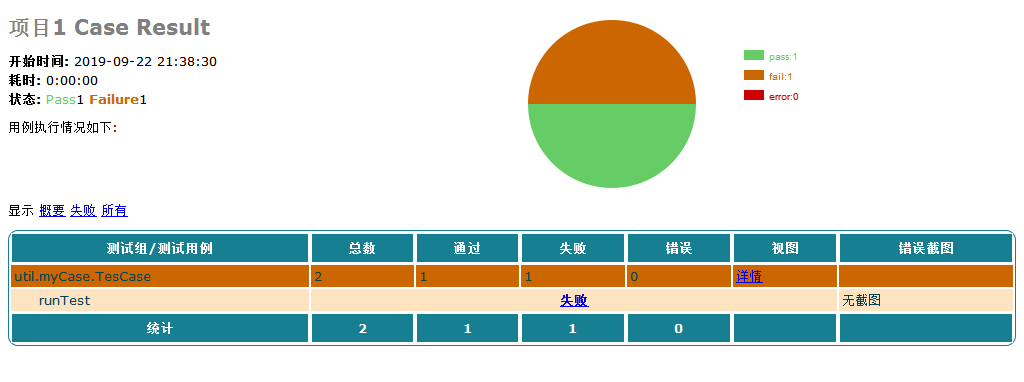 项目1 Case Result
开始时间: 2019-09-22 21:38:30
耗时: 0:00:00
状态: Pass1 Failure1
用例执行情况如下:
pass:1
fail:1
error:0
显示 概要 失败 所有
测试组/测试用例 总数 通过 失败 错误 视图 错误截图
util.myCase.TesCase 2 1 1 0 详情
runTest 失败 无截图
统计 2 1 1 0